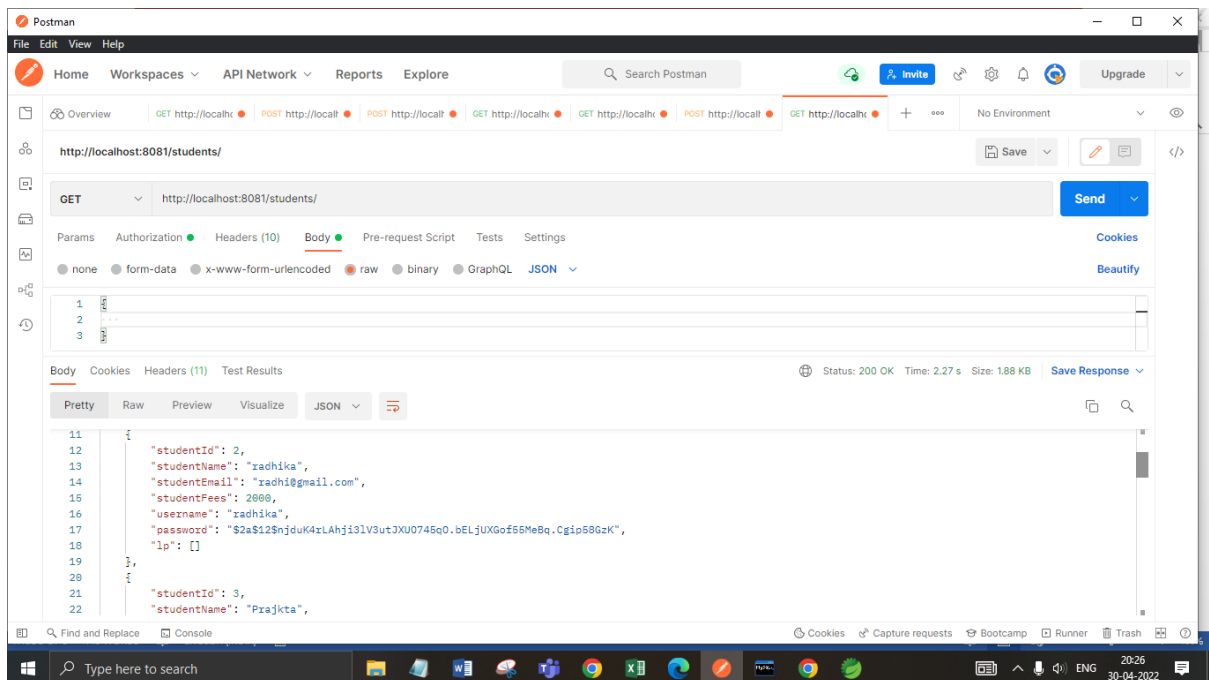 Postman
File Edit View Help
Home Workspaces API Network Reports Explore Search Postman Invite Upgrade
Overview GET http://localhc POST http://localh POST http://localh GET http://localhc GET http://localhc POST http://localh GET http://localhc No Environment
http://localhost:8081/students/ Save
GET http://localhost:8081/students/ Send
Params Authorization Headers (10) Body Pre-request Script Tests Settings Cookies
none form-data x-www-form-urlencoded raw binary GraphQL JSON Beautify
1 {
2
3 }
Body Cookies Headers (11) Test Results Status: 200 OK Time: 2.27 s Size: 1.88 KB Save Response
Pretty Raw Preview Visualize JSON
11 {
12 "studentId": 2,
13 "studentName": "radhika",
14 "studentEmail": "radhi@gmail.com",
15 "studentFees": 2000,
16 "username": "radhika",
17 "password": "$2a$12$njduK4rLAhji3lV3utJXUO745qO.bELjUXGof55MeBq.Cgip58GzK",
18 "lp": []
19 },
20 {
21 "studentId": 3,
22 "studentName": "Prajkta",
Find and Replace Console Cookies Capture requests Bootcamp Runner Trash
Type here to search ENG 20:26
30-04-2022